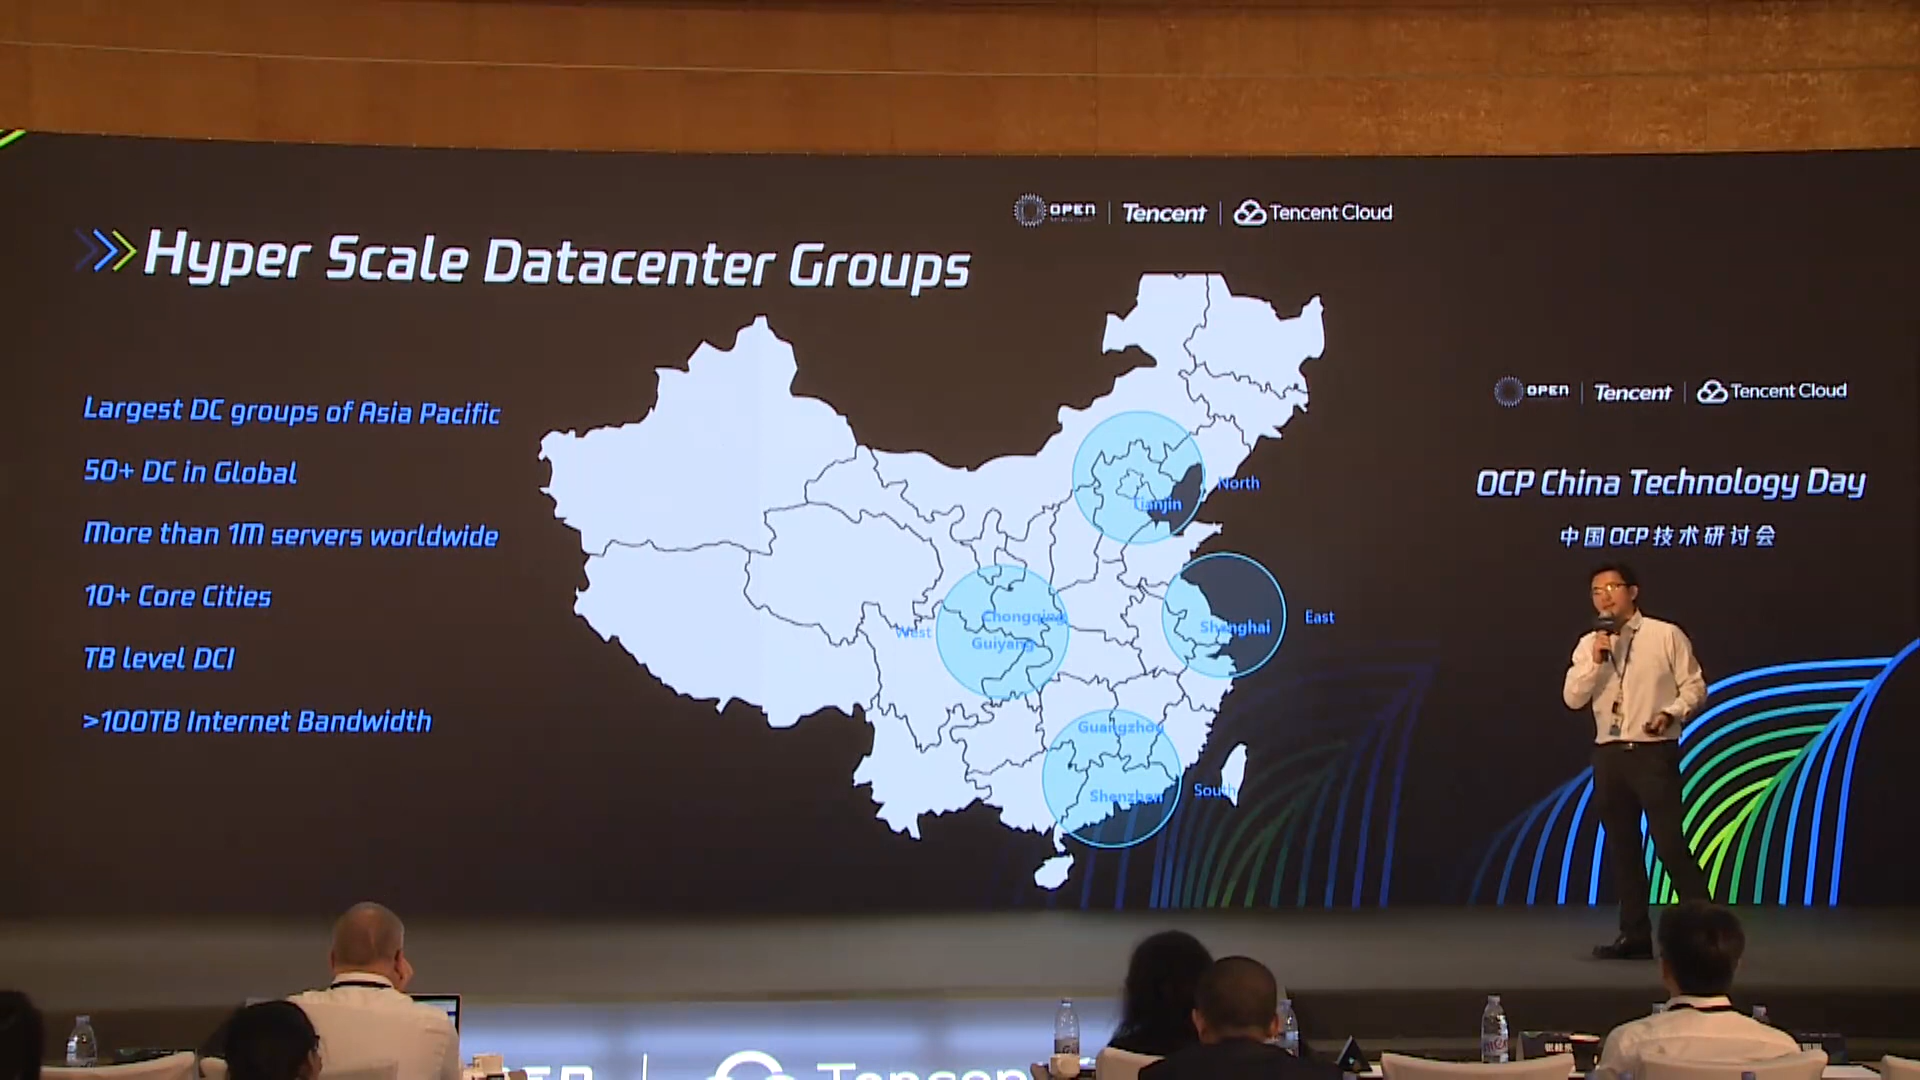 OPEN | Tencent | Tencent Cloud
Hyper Scale Datacenter Groups
Largest DC groups of Asia Pacific
50+ DC in Global
More than 1M servers worldwide
10+ Core Cities
TB level DCI
>100TB Internet Bandwidth
North
Tianjin
West
Chongqing
Guiyang
Shanghai
East
Guangzhou
Shenzhen
South
OPEN | Tencent | Tencent Cloud
OCP China Technology Day
中国OCP技术研讨会